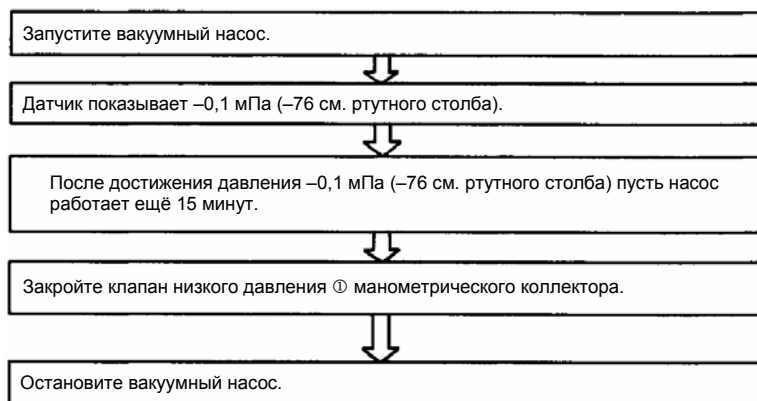 Запустите вакуумный насос.
Датчик показывает –0,1 мПа (–76 см. ртутного столба).
После достижения давления –0,1 мПа (–76 см. ртутного столба) пусть насос
работает ещё 15 минут.
Закройте клапан низкого давления ① манометрического коллектора.
Остановите вакуумный насос.